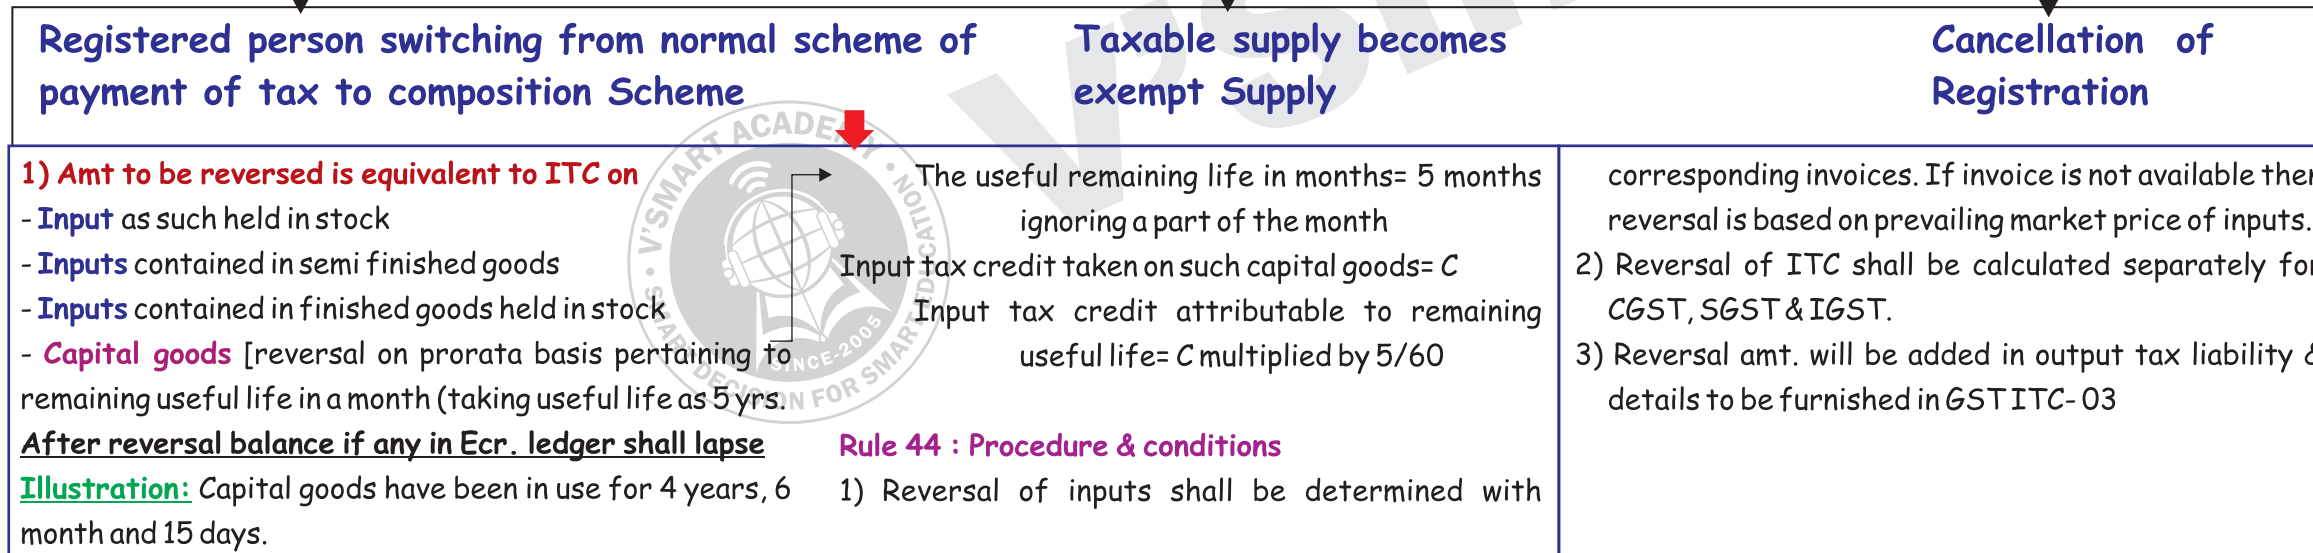 Registered person switching from normal scheme of
payment of tax to composition Scheme
Taxable supply becomes
exempt Supply
Cancellation of
Registration
1) Amt to be reversed is equivalent to ITC on
- Input as such held in stock
- Inputs contained in semi finished goods
- Inputs contained in finished goods held in stock
- Capital goods [reversal on prorata basis pertaining to
remaining useful life in a month (taking useful life as 5 yrs.
After reversal balance if any in Ecr. ledger shall lapse
Illustration: Capital goods have been in use for 4 years, 6
month and 15 days.
The useful remaining life in months= 5 months
ignoring a part of the month
Input tax credit taken on such capital goods= C
Input tax credit attributable to remaining
useful life= C multiplied by 5/60
Rule 44 : Procedure & conditions
1) Reversal of inputs shall be determined with
corresponding invoices. If invoice is not available then
reversal is based on prevailing market price of inputs.
2) Reversal of ITC shall be calculated separately for
CGST, SGST & IGST.
3) Reversal amt. will be added in output tax liability &
details to be furnished in GST ITC- 03
V'SMART ACADEMY
SMART DECISION FOR SMART EDUCATION
SINCE-2005